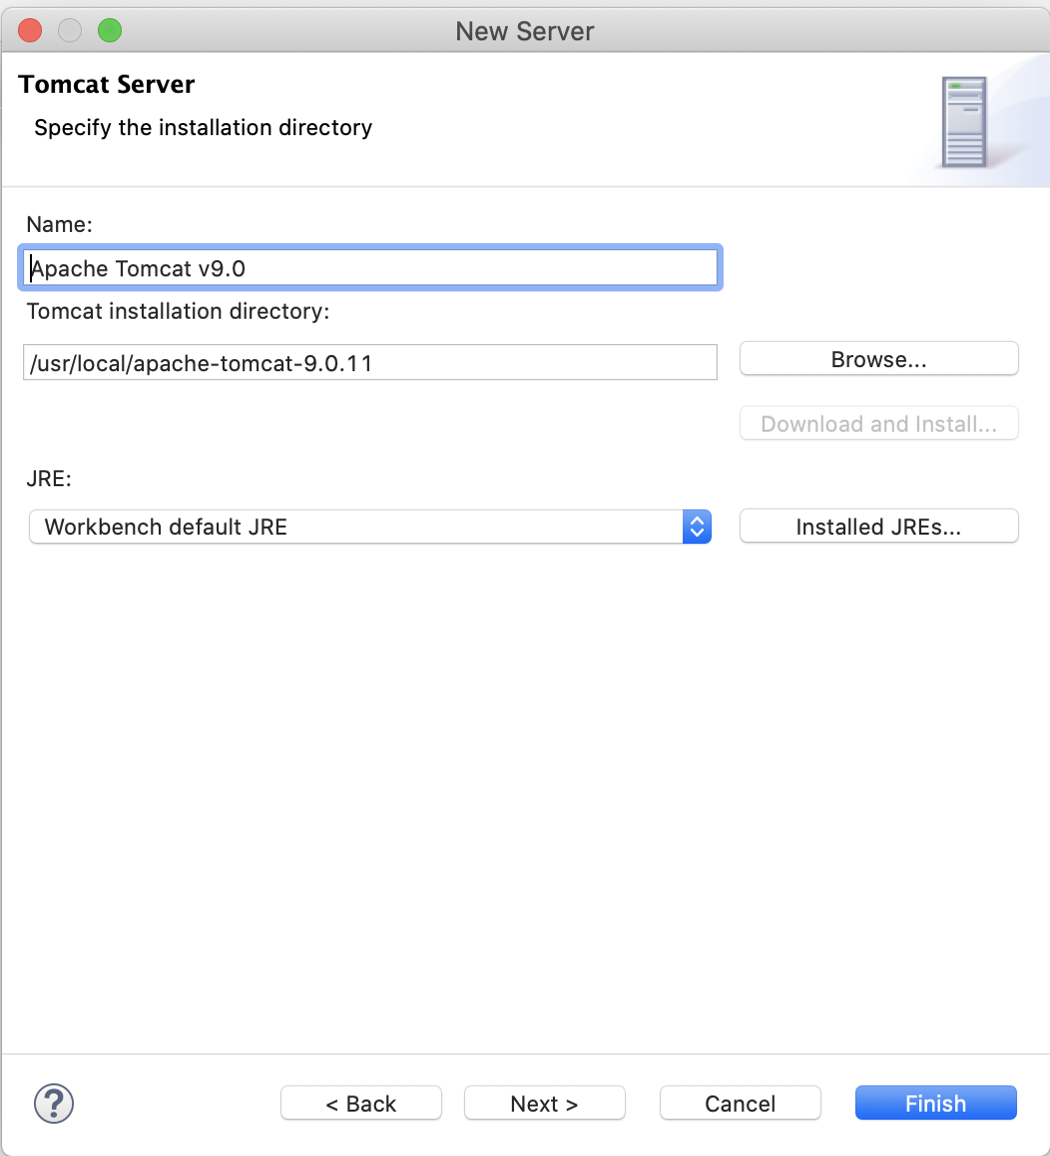 New Server
Tomcat Server
Specify the installation directory
Name:
Apache Tomcat v9.0
Tomcat installation directory:
/usr/local/apache-tomcat-9.0.11
Browse...
Download and Install...
JRE:
Workbench default JRE
Installed JREs...
?
< Back
Next >
Cancel
Finish